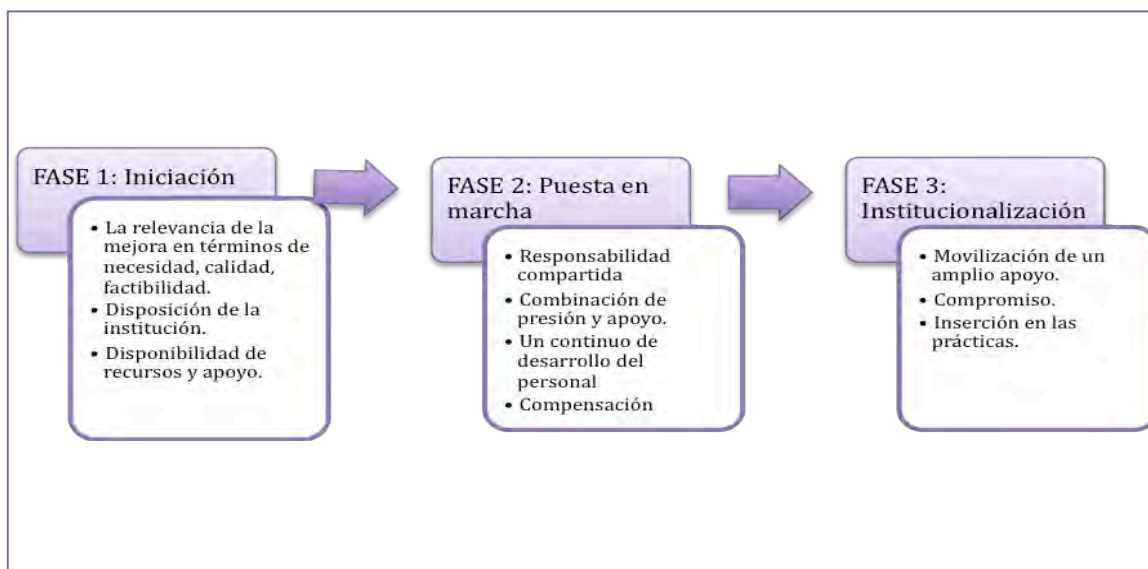 FASE 1: Iniciación
• La relevancia de la
mejora en términos de
necesidad, calidad,
factibilidad.
• Disposición de la
institución.
• Disponibilidad de
recursos y apoyo.
FASE 2: Puesta en
marcha
• Responsabilidad
compartida
• Combinación de
presión y apoyo.
• Un continuo de
desarrollo del
personal
• Compensación
FASE 3:
Institucionalización
• Movilización de un
amplio apoyo.
• Compromiso.
• Inserción en las
prácticas.